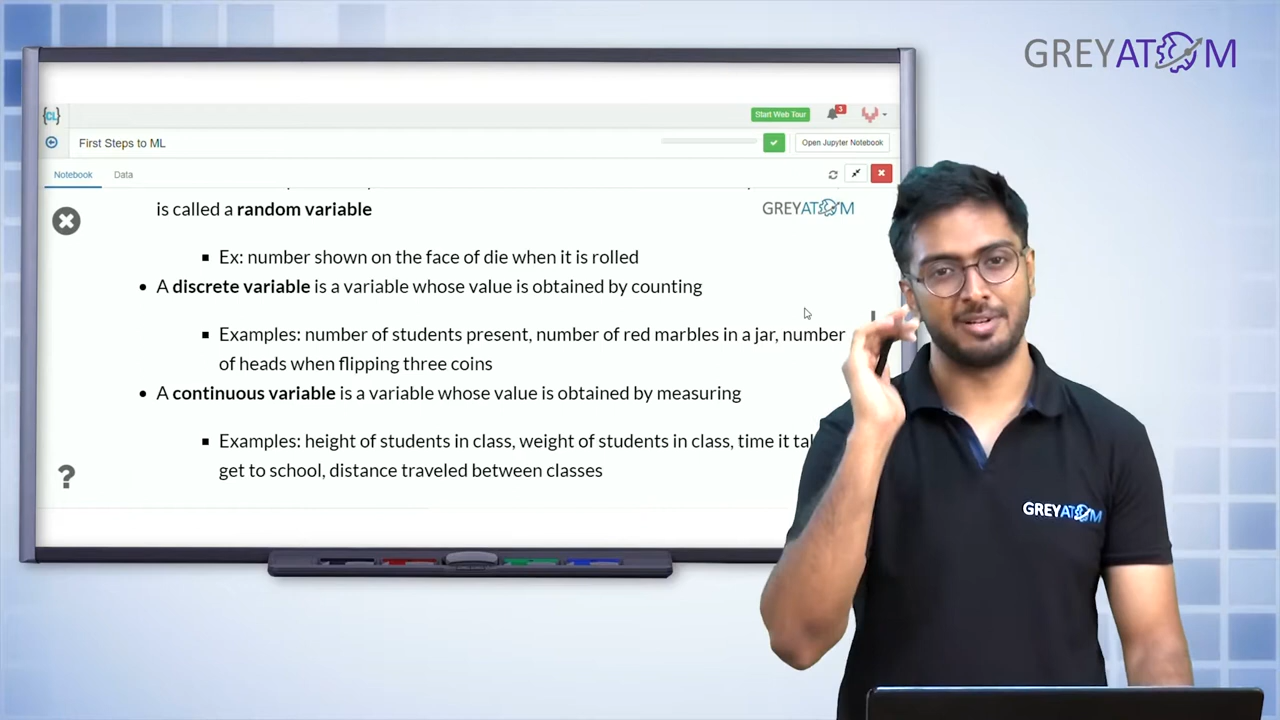 GREYATOM
{CL}
Start Web Tour
3
First Steps to ML
Open Jupyter Notebook
Notebook
Data
is called a random variable
GREYATOM
Ex: number shown on the face of die when it is rolled
A discrete variable is a variable whose value is obtained by counting
Examples: number of students present, number of red marbles in a jar, number
of heads when flipping three coins
A continuous variable is a variable whose value is obtained by measuring
Examples: height of students in class, weight of students in class, time it
get to school, distance traveled between classes
?
GREYATOM